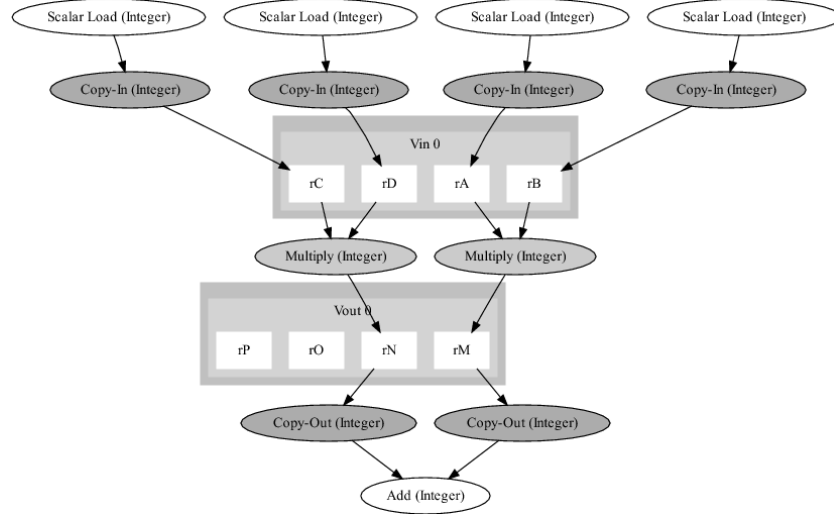 Scalar Load (Integer) Scalar Load (Integer) Scalar Load (Integer) Scalar Load (Integer)
Copy-In (Integer) Copy-In (Integer) Copy-In (Integer) Copy-In (Integer)
Vin 0
rC rD rA rB
Multiply (Integer) Multiply (Integer)
Vout 0
rP rO rN rM
Copy-Out (Integer) Copy-Out (Integer)
Add (Integer)